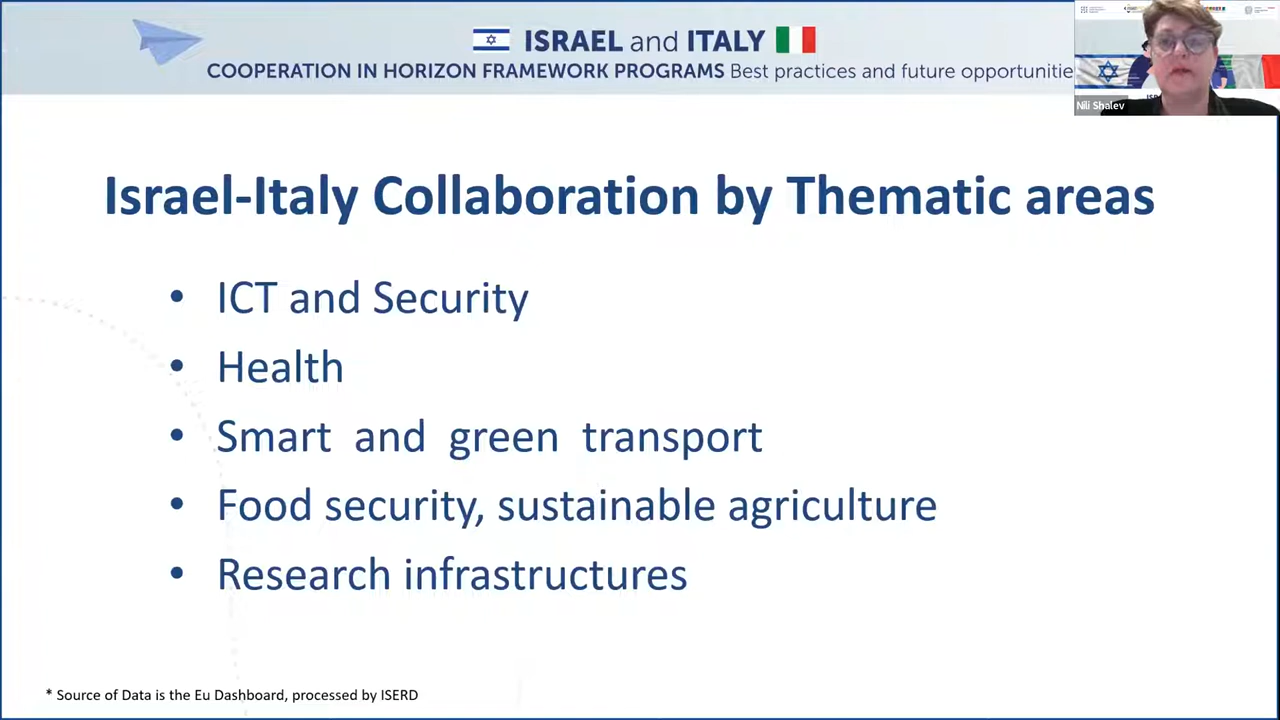 ISRAEL and ITALY
COOPERATION IN HORIZON FRAMEWORK PROGRAMS Best practices and future opportunitie
Nili Shalev
Israel-Italy Collaboration by Thematic areas
• ICT and Security
• Health
• Smart and green transport
• Food security, sustainable agriculture
• Research infrastructures
* Source of Data is the Eu Dashboard, processed by ISERD